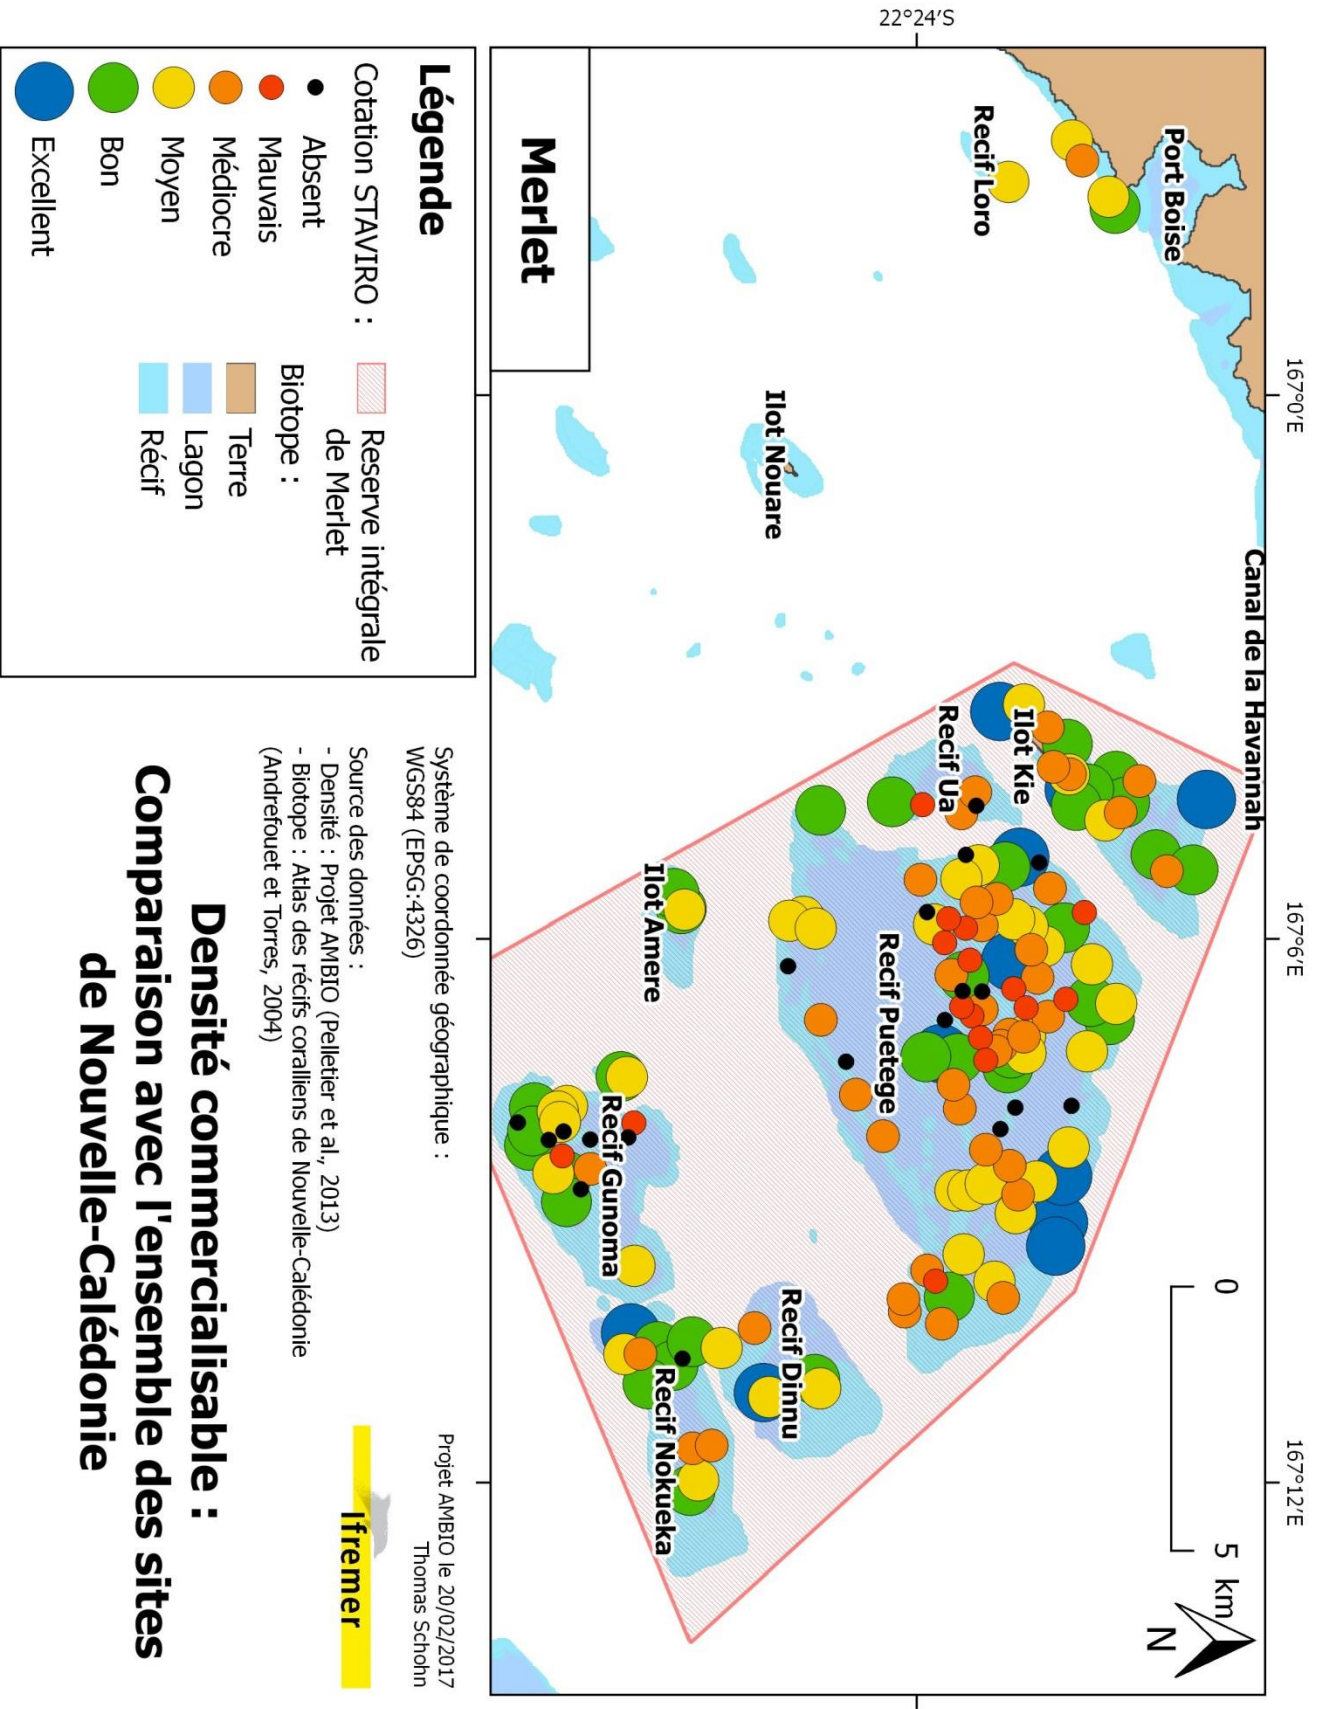 167°0'E
167°6'E
167°12'E
22°24'S
Canal de la Havannah
0
5 km
N
Port Boise
Recif Loro
Ilot Kie
Recif Ua
Recif Puetege
Ilot Nouare
Recif Dinnu
Ilot Amere
Recif Nokueka
Recif Gunoma
Merlet
Légende
Cotation STAVIRO :
Absent
Mauvais
Médiocre
Moyen
Bon
Excellent
Reserve intégrale
de Merlet
Biotope :
Terre
Lagon
Récif
Système de coordonnée géographique :
WGS84 (EPSG:4326)
Source des données :
- Densité : Projet AMBIO (Pelletier et al., 2013)
- Biotope : Atlas des récifs coralliens de Nouvelle-Calédonie
(Andrefouet et Torres, 2004)
Projet AMBIO le 20/02/2017
Thomas Schohn
Ifremer
Densité commercialisable :
Comparaison avec l'ensemble des sites
de Nouvelle-Calédonie